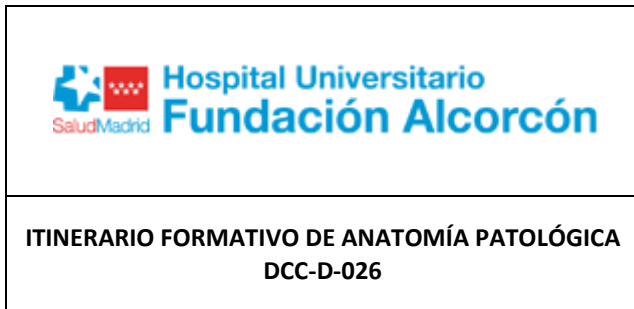 Hospital Universitario
SaludMadrid Fundación Alcorcón
ITINERARIO FORMATIVO DE ANATOMÍA PATOLÓGICA
DCC-D-026